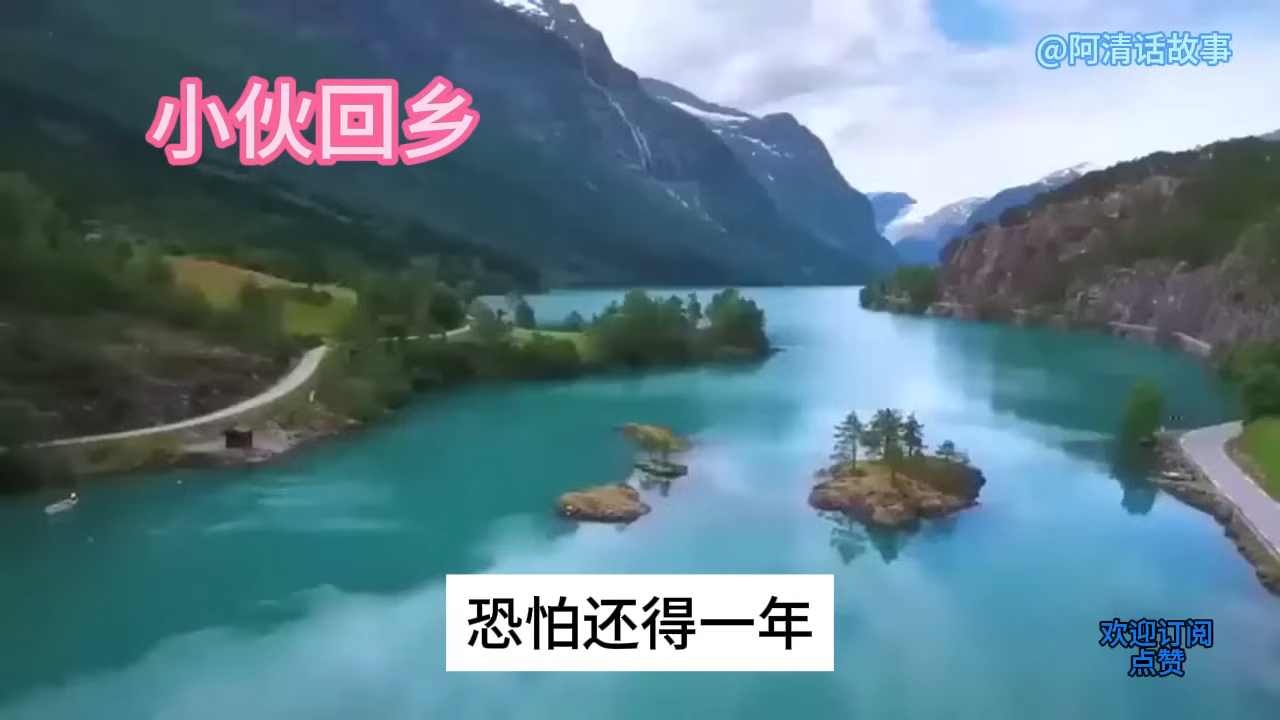 @阿清话故事
小伙回乡
恐怕还得一年
欢迎订阅
点赞